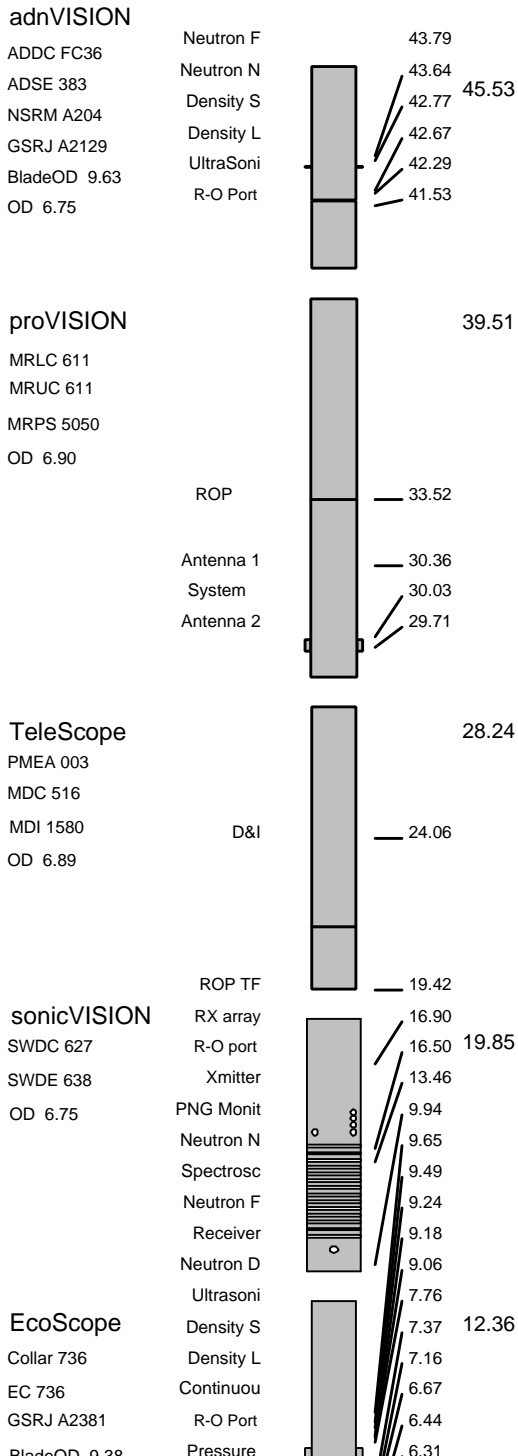 adnVISION
ADDC FC36
ADSE 383
NSRM A204
GSRJ A2129
BladeOD 9.63
OD 6.75
Neutron F 43.79
Neutron N 43.64
Density S 42.77
Density L 42.67
UltraSoni 42.29
R-O Port 41.53
45.53
proVISION 39.51
MRLC 611
MRUC 611
MRPS 5050
OD 6.90
ROP 33.52
Antenna 1 30.36
System 30.03
Antenna 2 29.71
TeleScope 28.24
PMEA 003
MDC 516
MDI 1580
OD 6.89
D&I 24.06
ROP TF 19.42
sonicVISION 19.85
SWDC 627
SWDE 638
OD 6.75
RX array 16.90
R-O port 16.50
Xmitter 13.46
PNG Monit 9.94
Neutron N 9.65
Spectrosc 9.49
Neutron F 9.24
Receiver 9.18
Neutron D 9.06
Ultrasoni 7.76
Density S 7.37
Density L 7.16
Continuou 6.67
R-O Port 6.44
Pressure 6.31
EcoScope 12.36
Collar 736
EC 736
GSRJ A2381
BladeOD 9.38